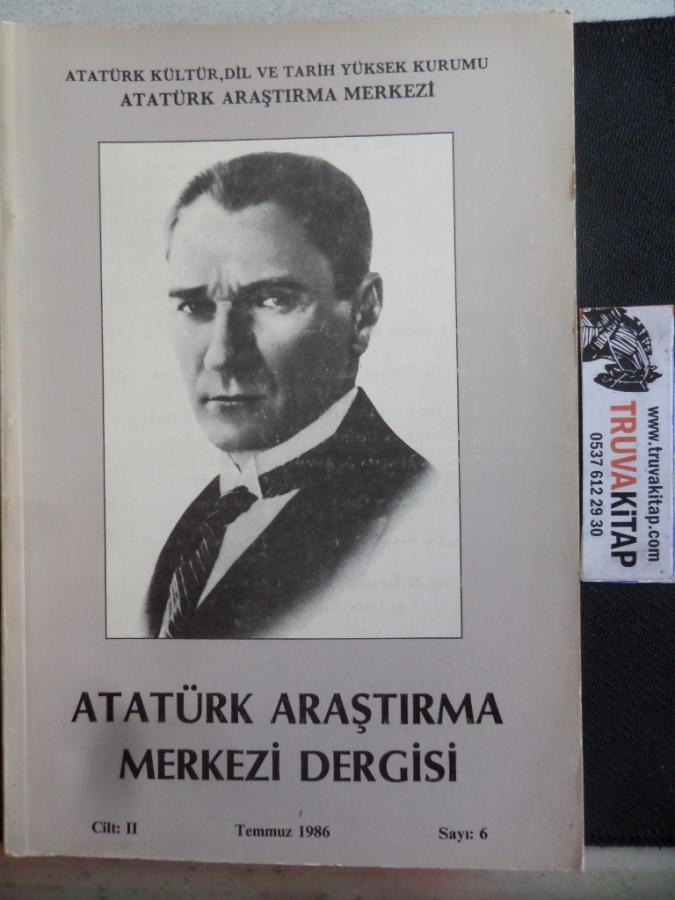 ATATÜRK KÜLTÜR, DİL VE TARİH YÜKSEK KURUMU
ATATÜRK ARAŞTIRMA MERKEZİ
ATATÜRK ARAŞTIRMA
MERKEZİ DERGİSİ
Cilt: II Temmuz 1986 Sayı: 6
www.truvakitap.com
TRUVAKİTAP
0537 612 29 30